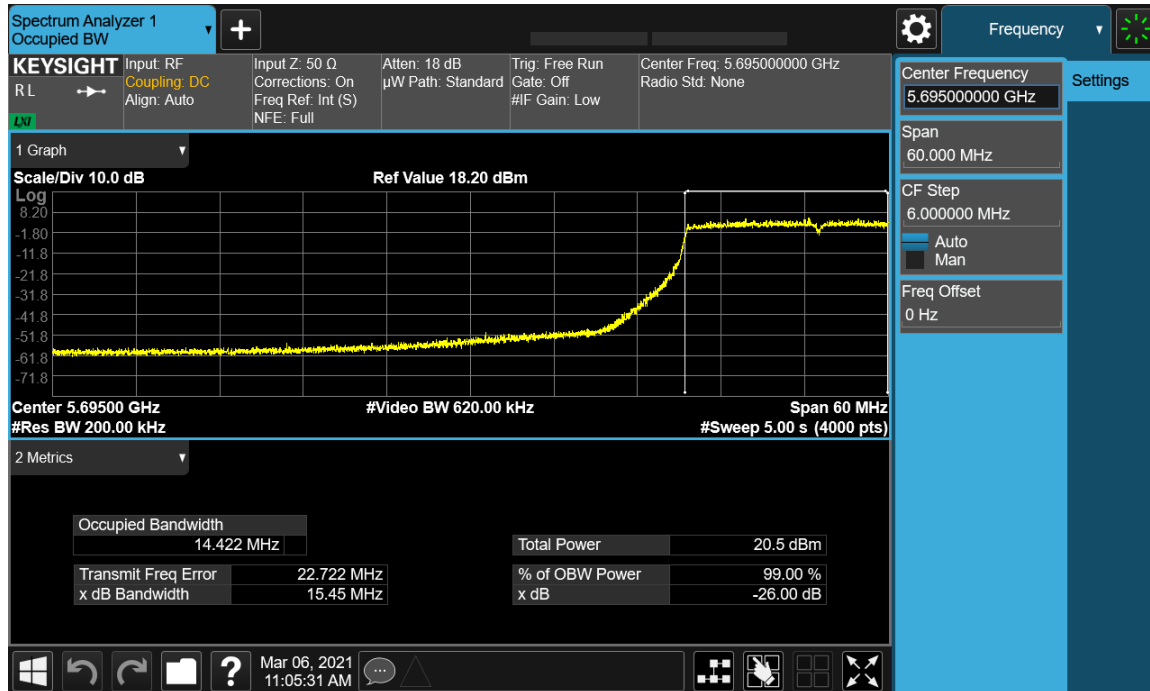 Spectrum Analyzer 1
Occupied BW
Frequency
KEYSIGHT
R L
LXI
Input: RF
Coupling: DC
Align: Auto
Input Z: 50 Ω
Corrections: On
Freq Ref: Int (S)
NFE: Full
Atten: 18 dB
µW Path: Standard
Trig: Free Run
Gate: Off
#IF Gain: Low
Center Freq: 5.695000000 GHz
Radio Std: None
Center Frequency
5.695000000 GHz
Settings
Span
60.000 MHz
CF Step
6.000000 MHz
Auto
Man
Freq Offset
0 Hz
1 Graph
Scale/Div 10.0 dB
Ref Value 18.20 dBm
Log
8.20
-1.80
-11.8
-21.8
-31.8
-41.8
-51.8
-61.8
-71.8
Center 5.69500 GHz
#Video BW 620.00 kHz
Span 60 MHz
#Res BW 200.00 kHz
#Sweep 5.00 s (4000 pts)
2 Metrics
Occupied Bandwidth
14.422 MHz
Total Power 20.5 dBm
Transmit Freq Error 22.722 MHz
% of OBW Power 99.00 %
x dB Bandwidth 15.45 MHz
x dB -26.00 dB
?
Mar 06, 2021
11:05:31 AM